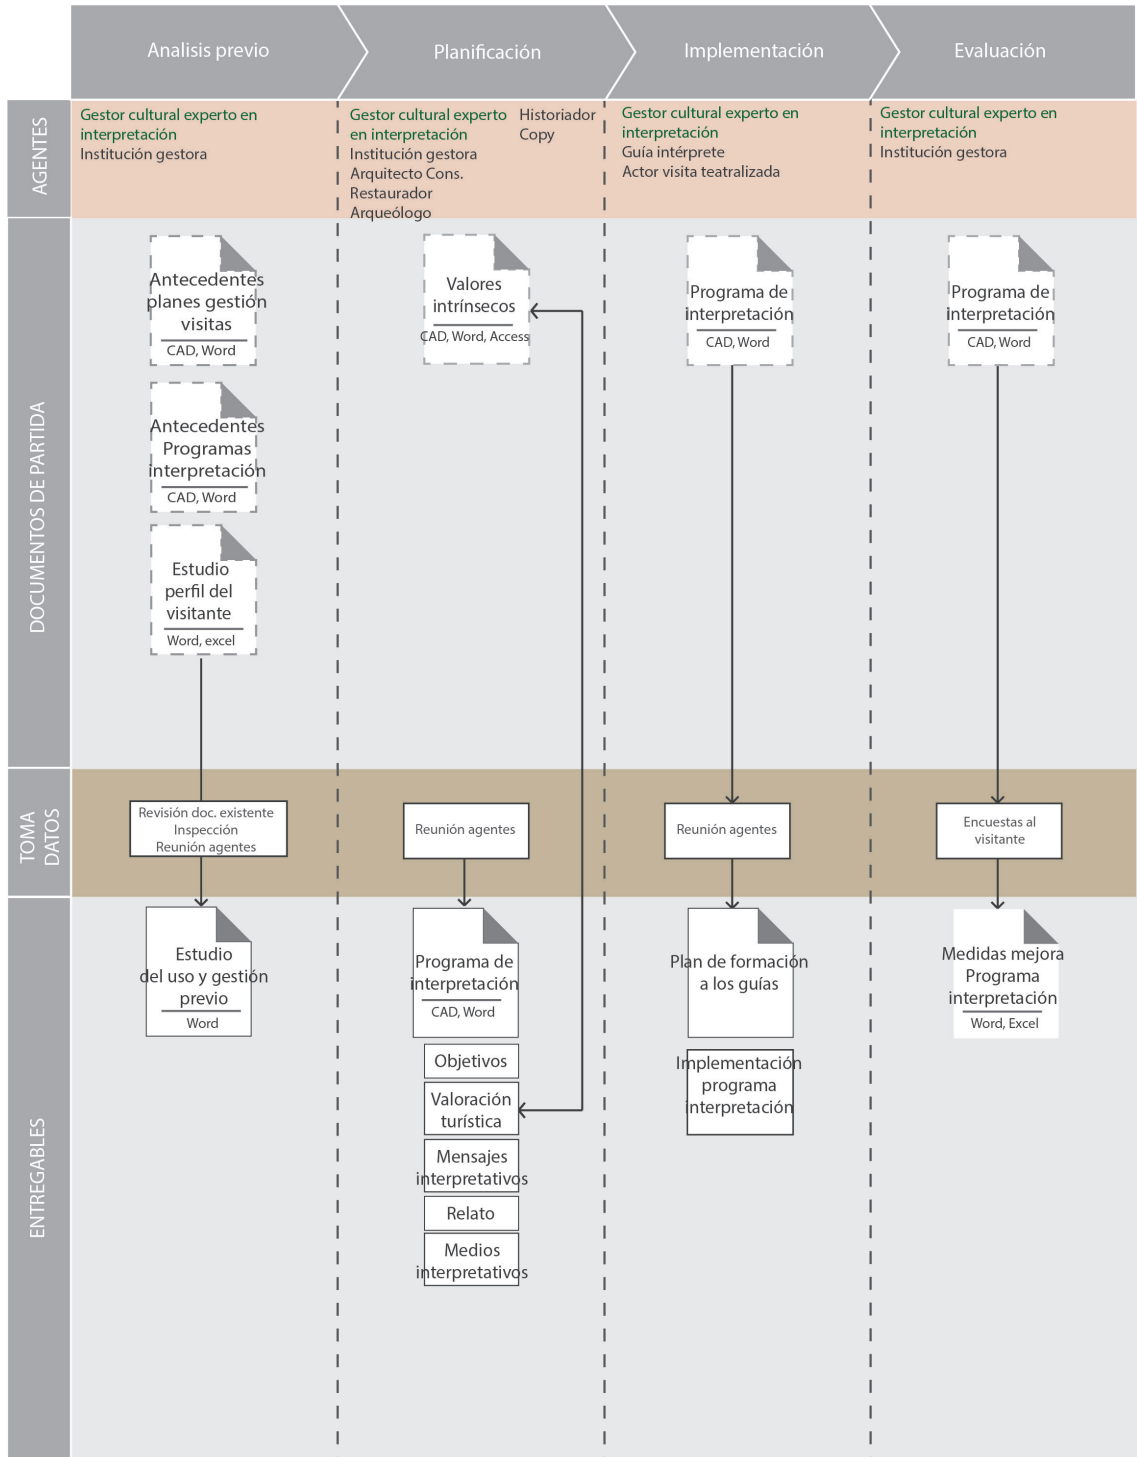 Analisis previo
Planificación
Implementación
Evaluación
AGENTES
Gestor cultural experto en
interpretación
Institución gestora
Gestor cultural experto
en interpretación
Institución gestora
Arquitecto Cons.
Restaurador
Arqueólogo
Historiador
Copy
Gestor cultural experto en
interpretación
Guía intérprete
Actor visita teatralizada
Gestor cultural experto en
interpretación
Institución gestora
DOCUMENTOS DE PARTIDA
Antecedentes
planes gestión
visitas
CAD, Word
Antecedentes
Programas
interpretación
CAD, Word
Estudio
perfil del
visitante
Word, excel
Valores
intrínsecos
CAD, Word, Access
Programa de
interpretación
CAD, Word
Programa de
interpretación
CAD, Word
TOMA
DATOS
Revisión doc. existente
Inspección
Reunión agentes
Reunión agentes
Reunión agentes
Encuestas al
visitante
ENTREGABLES
Estudio
del uso y gestión
previo
Word
Programa de
interpretación
CAD, Word
Objetivos
Valoración
turística
Mensajes
interpretativos
Relato
Medios
interpretativos
Plan de formación
a los guías
Implementación
programa
interpretación
Medidas mejora
Programa
interpretación
Word, Excel